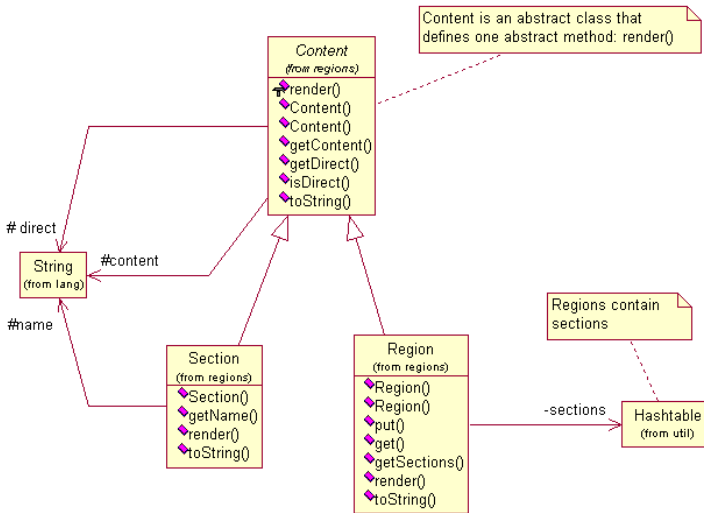 Content is an abstract class that
defines one abstract method: render()
Content
(from regions)
render()
Content()
Content()
getContent()
getDirect()
isDirect()
toString()
# direct
#content
String
(from lang)
#name
Regions contain
sections
Section
(from regions)
Section()
getName()
render()
toString()
Region
(from regions)
Region()
Region()
put()
get()
getSections()
render()
toString()
-sections
Hashtable
(from util)